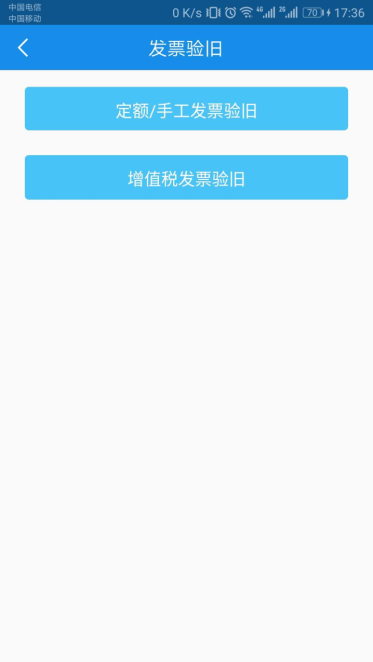 中国电信
中国移动
0 K/s 4G 2G 70 17:36
发票验旧
定额/手工发票验旧
增值税发票验旧